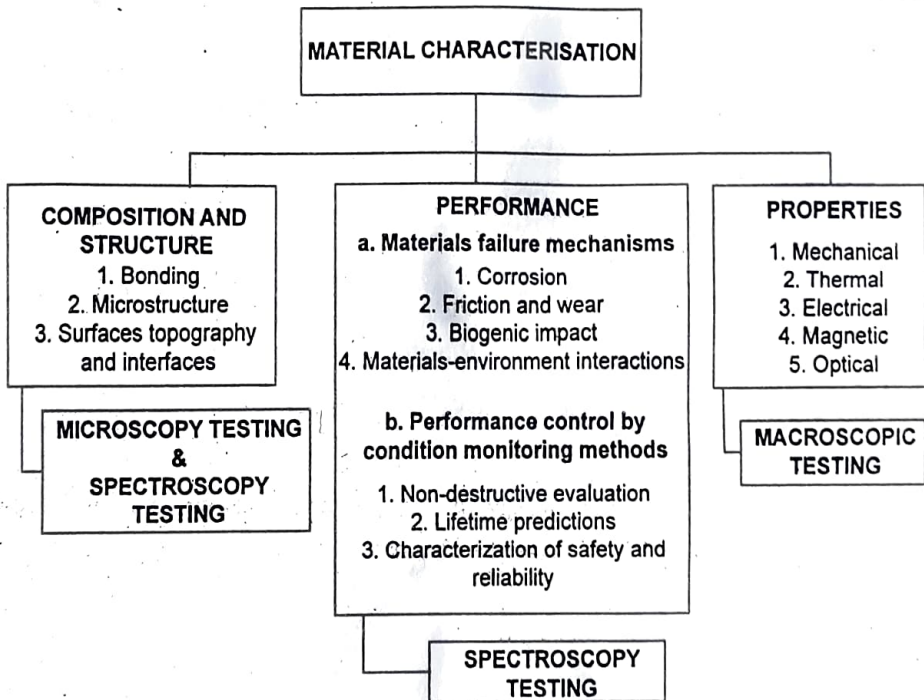 MATERIAL CHARACTERISATION
COMPOSITION AND
STRUCTURE
1. Bonding
2. Microstructure
3. Surfaces topography
and interfaces
MICROSCOPY TESTING
&
SPECTROSCOPY
TESTING
PERFORMANCE
a. Materials failure mechanisms
1. Corrosion
2. Friction and wear
3. Biogenic impact
4. Materials-environment interactions
b. Performance control by
condition monitoring methods
1. Non-destructive evaluation
2. Lifetime predictions
3. Characterization of safety and
reliability
SPECTROSCOPY
TESTING
PROPERTIES
1. Mechanical
2. Thermal
3. Electrical
4. Magnetic
5. Optical
MACROSCOPIC
TESTING